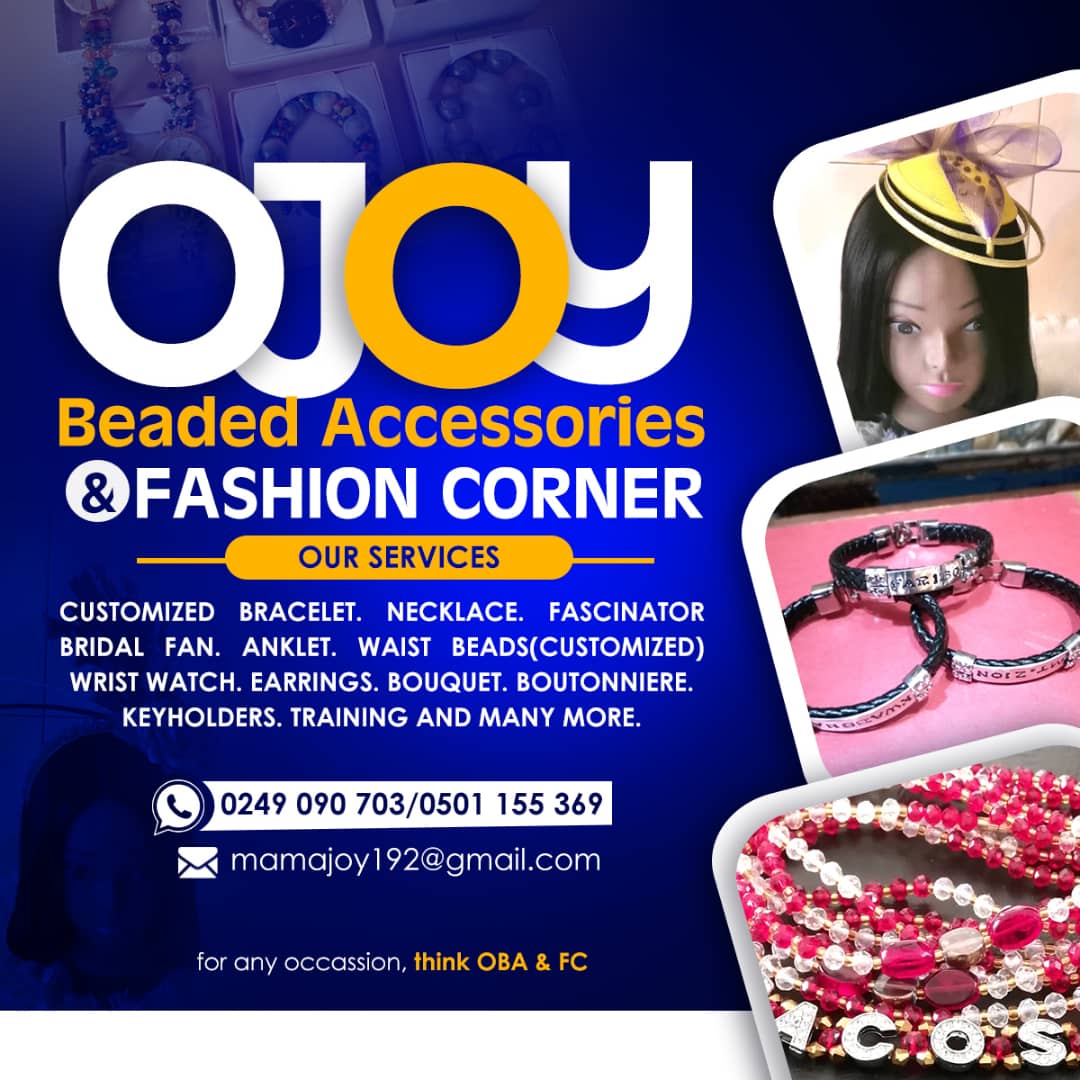 OJOY
Beaded Accessories
& FASHION CORNER
OUR SERVICES
CUSTOMIZED BRACELET. NECKLACE. FASCINATOR
BRIDAL FAN. ANKLET. WAIST BEADS(CUSTOMIZED)
WRIST WATCH. EARRINGS. BOUQUET. BOUTONNIERE.
KEYHOLDERS. TRAINING AND MANY MORE.
0249 090 703/0501 155 369
mamajoy192@gmail.com
for any occassion, think OBA & FC
MT. ZION
ACOS